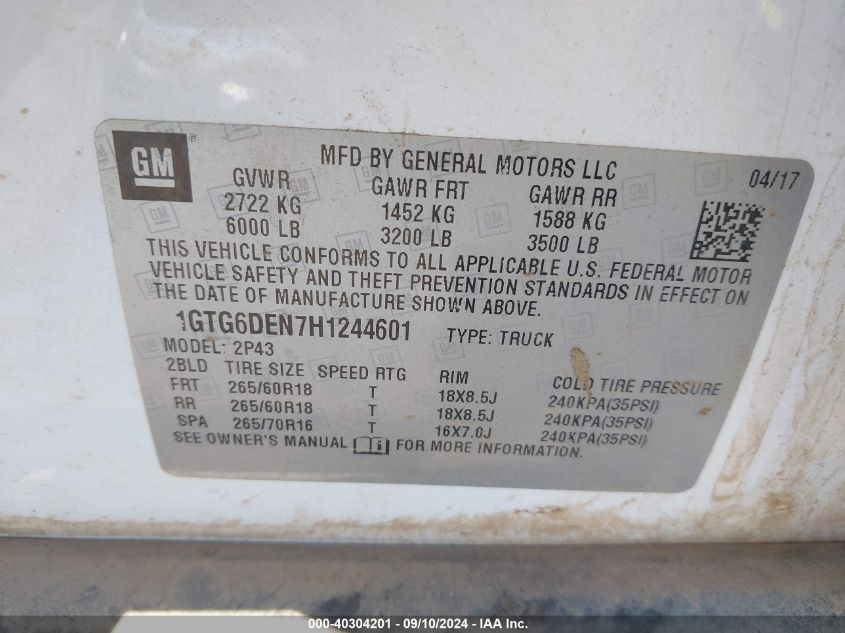 GM
®
MFD BY GENERAL MOTORS LLC
04/17
GVWR GAWR FRT GAWR RR
2722 KG 1452 KG 1588 KG
6000 LB 3200 LB 3500 LB
THIS VEHICLE CONFORMS TO ALL APPLICABLE U.S. FEDERAL MOTOR
VEHICLE SAFETY AND THEFT PREVENTION STANDARDS IN EFFECT ON
THE DATE OF MANUFACTURE SHOWN ABOVE.
1GTG6DEN7H1244601 TYPE: TRUCK
MODEL: 2P43
2BLD TIRE SIZE SPEED RTG RIM COLD TIRE PRESSURE
FRT 265/60R18 T 18X8.5J 240KPA(35PSI)
RR 265/60R18 T 18X8.5J 240KPA(35PSI)
SPA 265/70R16 T 16X7.0J 240KPA(35PSI)
SEE OWNER'S MANUAL FOR MORE INFORMATION.
000-40304201 - 09/10/2024 - IAA Inc.